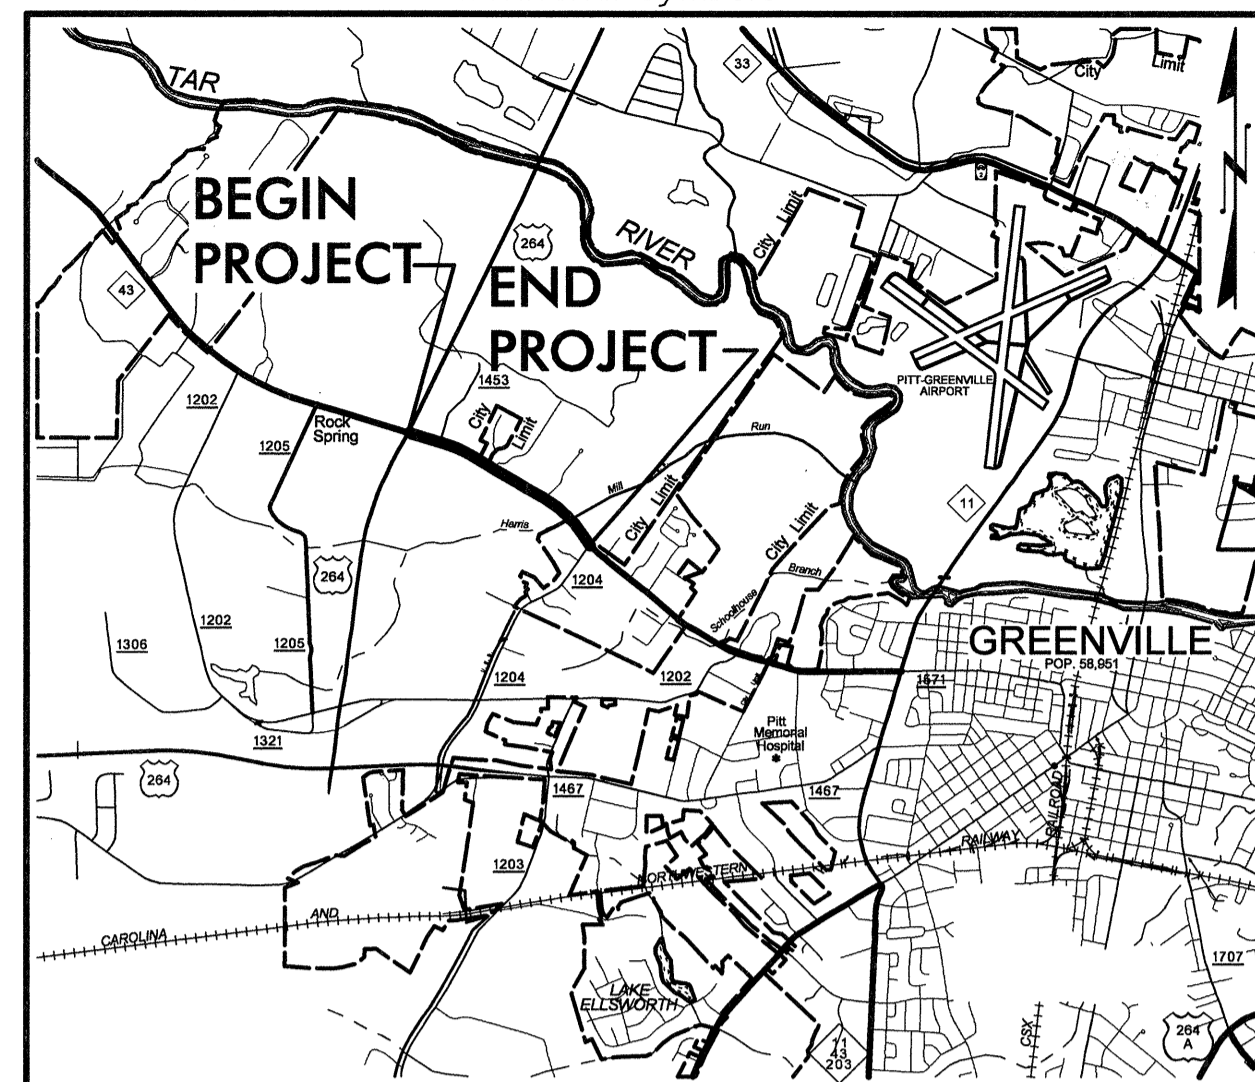 TAR
33
City Limit
BEGIN
PROJECT
264
RIVER
City Limit
END
PROJECT
43
PITT-GREENVILLE
AIRPORT
1453
1202
City Limit
Rock
Spring
1205
Run
Mill
City Limit
11
Harris
City Limit
264
1204
Branch
Schoolhouse
1202
1306
1205
GREENVILLE
POP. 58,951
1204
1202
1571
1321
Pitt
Memorial
Hospital
264
1467
1467
RAILROAD
RAILWAY
1203
NORTHWESTERN
AND
CAROLINA
1707
LAKE
ELLSWORTH
CSX
264
A
11
43
203